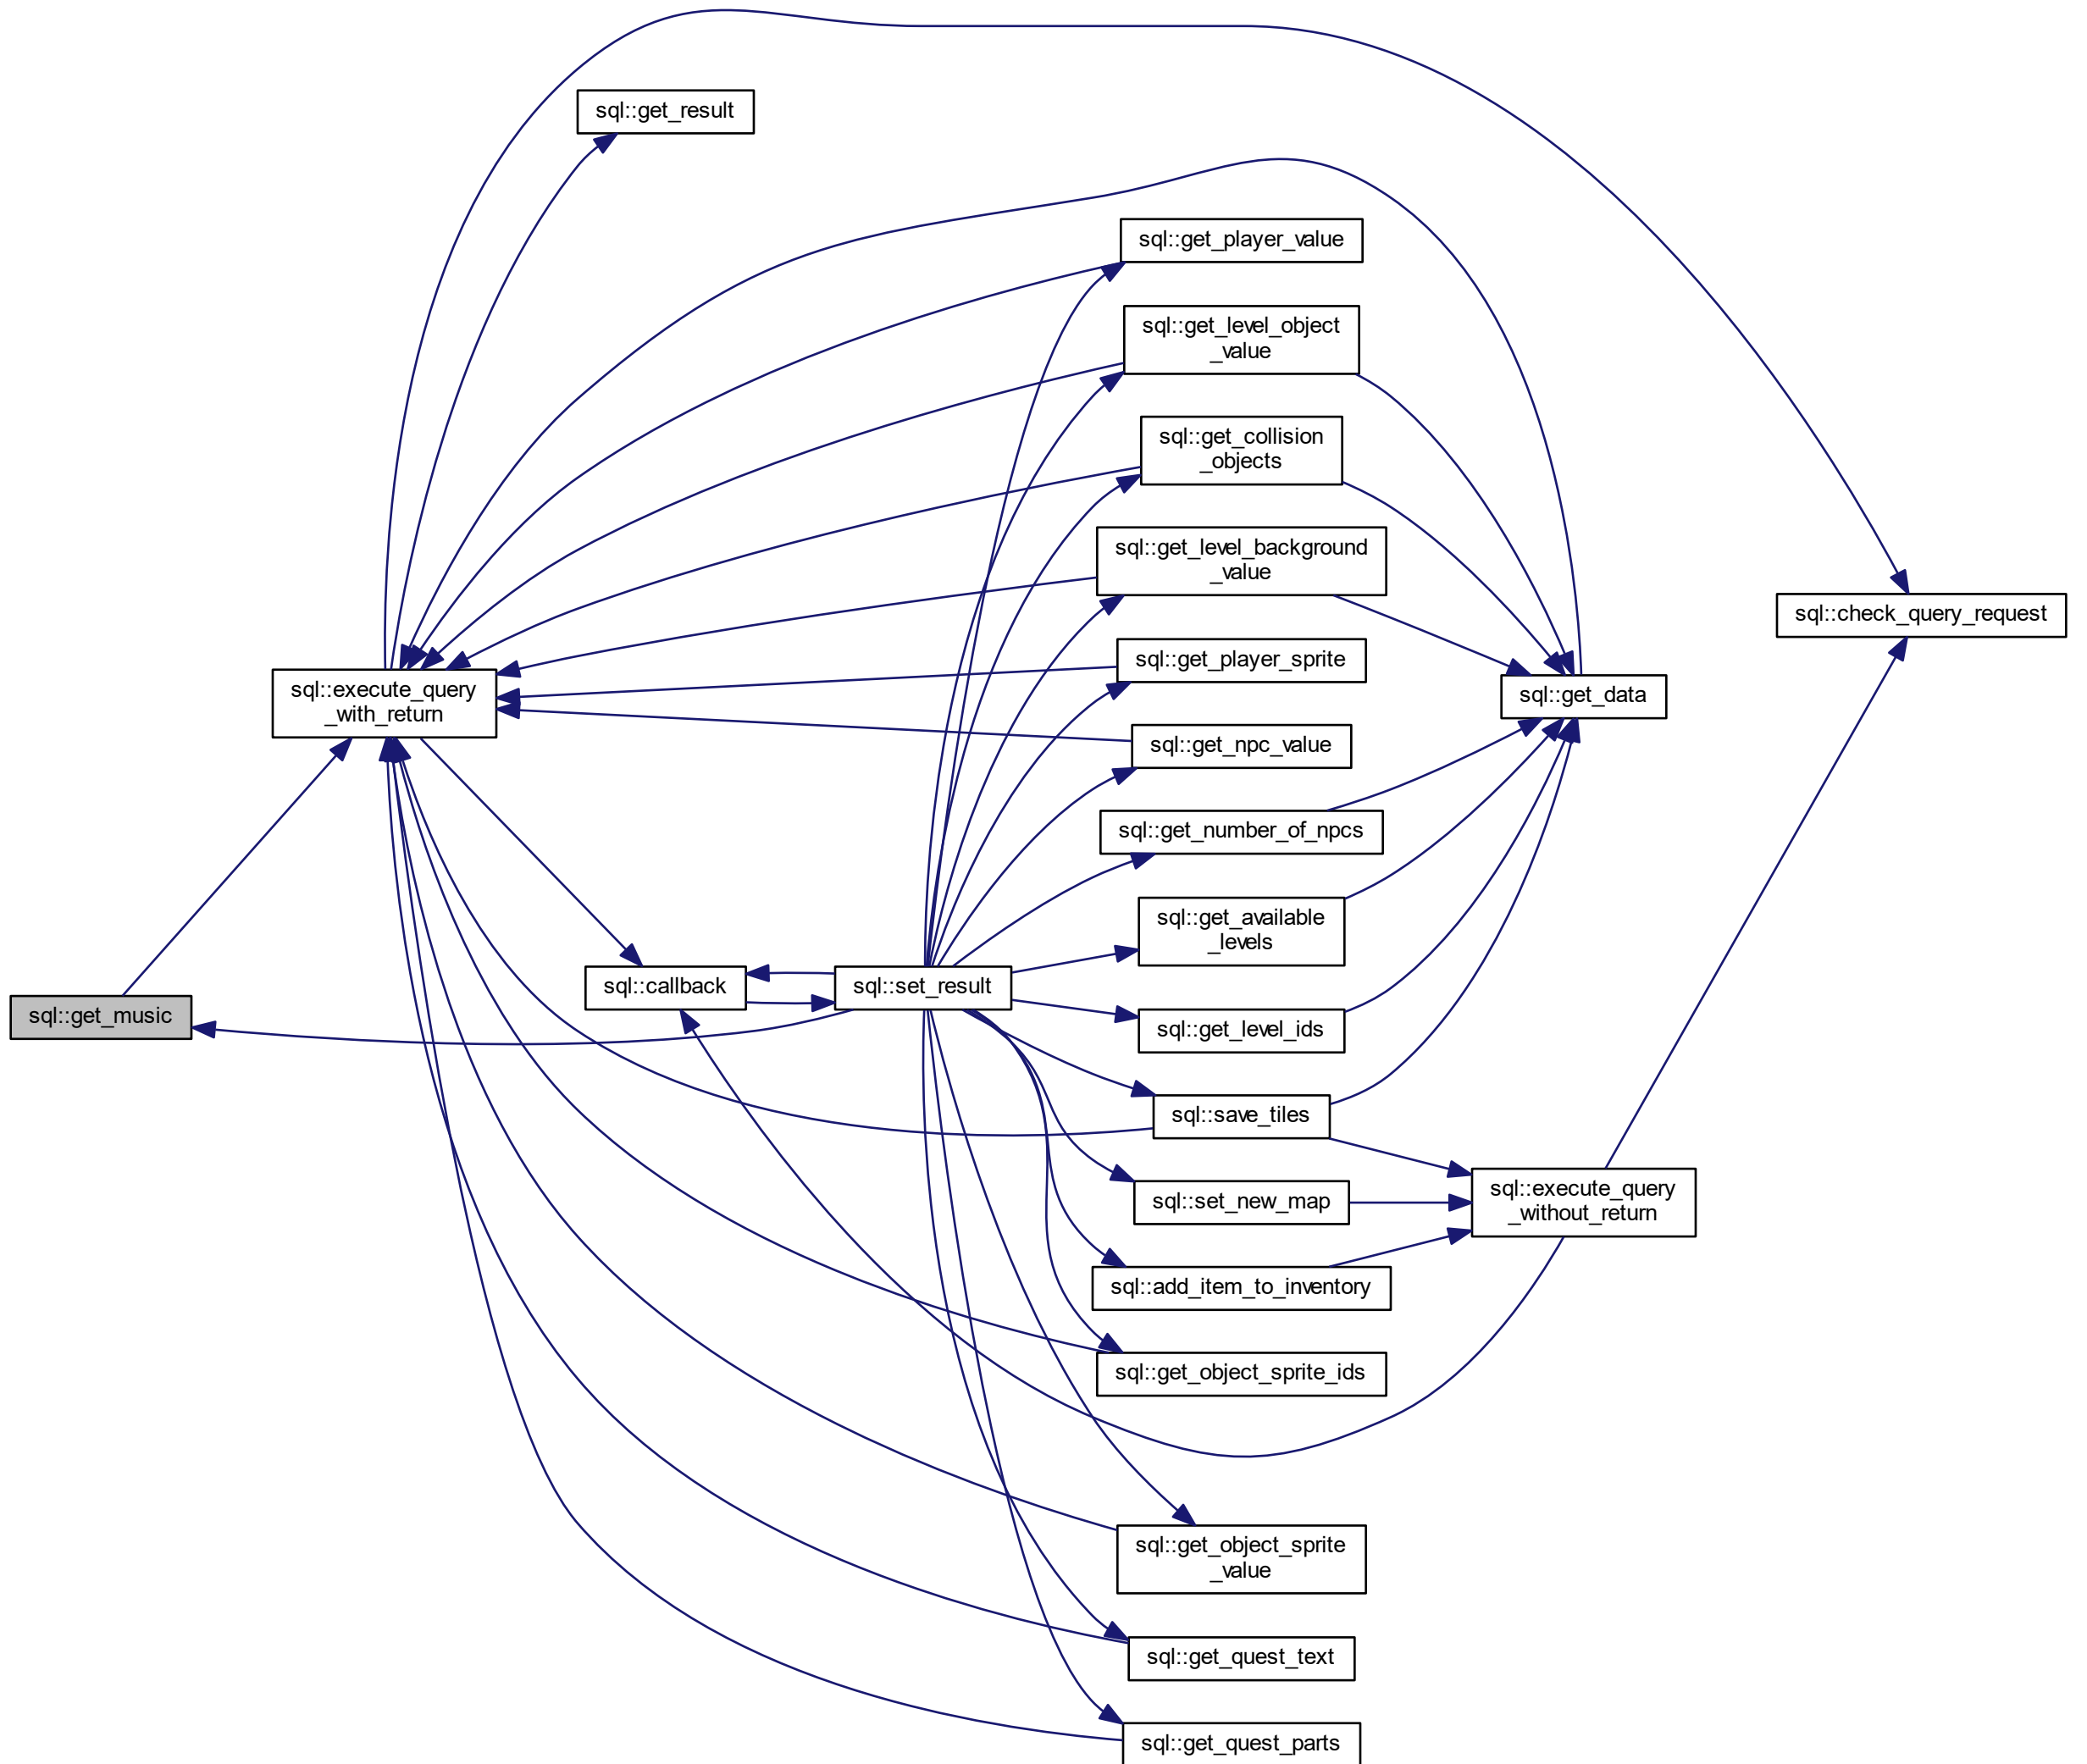 sql::get_result
sql::get_player_value
sql::get_level_object
_value
sql::get_collision
_objects
sql::get_level_background
_value
sql::check_query_request
sql::get_player_sprite
sql::execute_query
_with_return
sql::get_data
sql::get_npc_value
sql::get_number_of_npcs
sql::get_available
_levels
sql::callback
sql::set_result
sql::get_music
sql::get_level_ids
sql::save_tiles
sql::set_new_map
sql::execute_query
_without_return
sql::add_item_to_inventory
sql::get_object_sprite_ids
sql::get_object_sprite
_value
sql::get_quest_text
sql::get_quest_parts